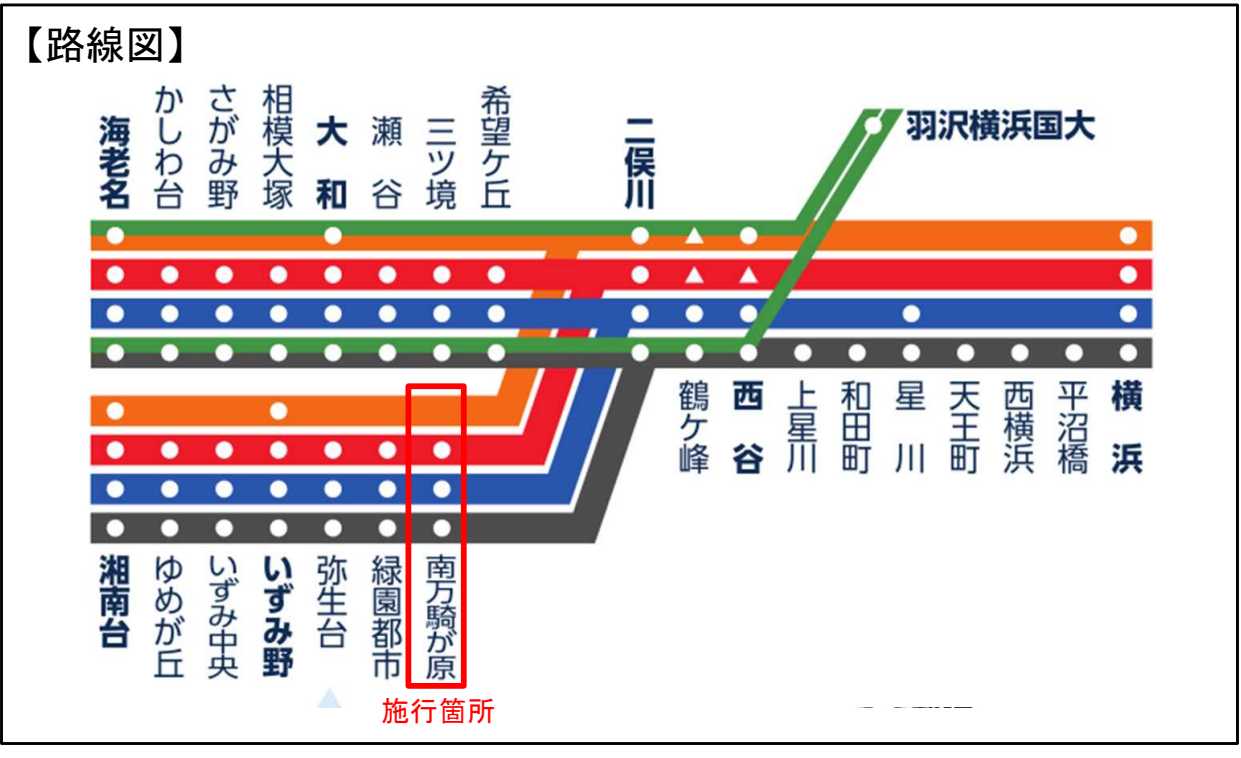 【路線図】
海老名
かしわ台
さがみ野
相模大塚
大和
瀬谷
三ツ境
希望ケ丘
二俣川
羽沢横浜国大
鶴ケ峰
西谷
上星川
和田町
星川
天王町
西横浜
平沼橋
横浜
湘南台
ゆめが丘
いずみ中央
いずみ野
弥生台
緑園都市
南万騎が原
施行箇所